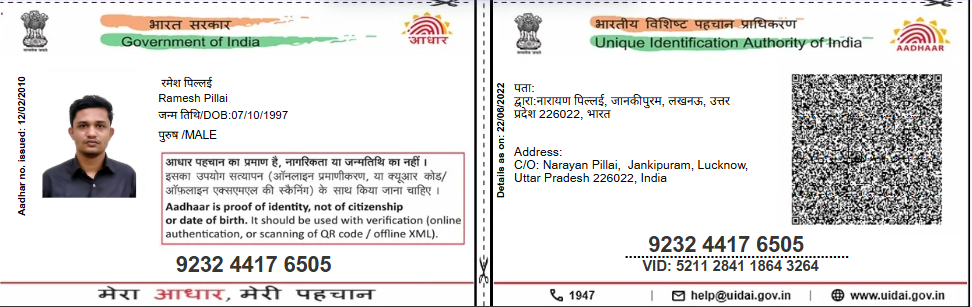 भारत सरकार
Government of India
आधार
Aadhar no. issued: 12/02/2010
रमेश पिल्लई
Ramesh Pillai
जन्म तिथि/DOB:07/10/1997
पुरुष /MALE
आधार पहचान का प्रमाण है, नागरिकता या जन्मतिथि का नहीं ।
इसका उपयोग सत्यापन (ऑनलाइन प्रमाणीकरण, या क्यूआर कोड/
ऑफ़लाइन एक्सएमएल की स्कैनिंग) के साथ किया जाना चाहिए ।
Aadhaar is proof of identity, not of citizenship
or date of birth. It should be used with verification (online
authentication, or scanning of QR code / offline XML).
9232 4417 6505
मेरा आधार, मेरी पहचान
भारतीय विशिष्ट पहचान प्राधिकरण
Unique Identification Authority of India
AADHAAR
Details as on: 22/06/2022
पता:
द्वारा:नारायण पिल्लई, जानकीपुरम, लखनऊ, उत्तर
प्रदेश 226022, भारत
Address:
C/O: Narayan Pillai, Jankipuram, Lucknow,
Uttar Pradesh 226022, India
9232 4417 6505
VID: 5211 2841 1864 3264
1947 | help@uidai.gov.in | www.uidai.gov.in